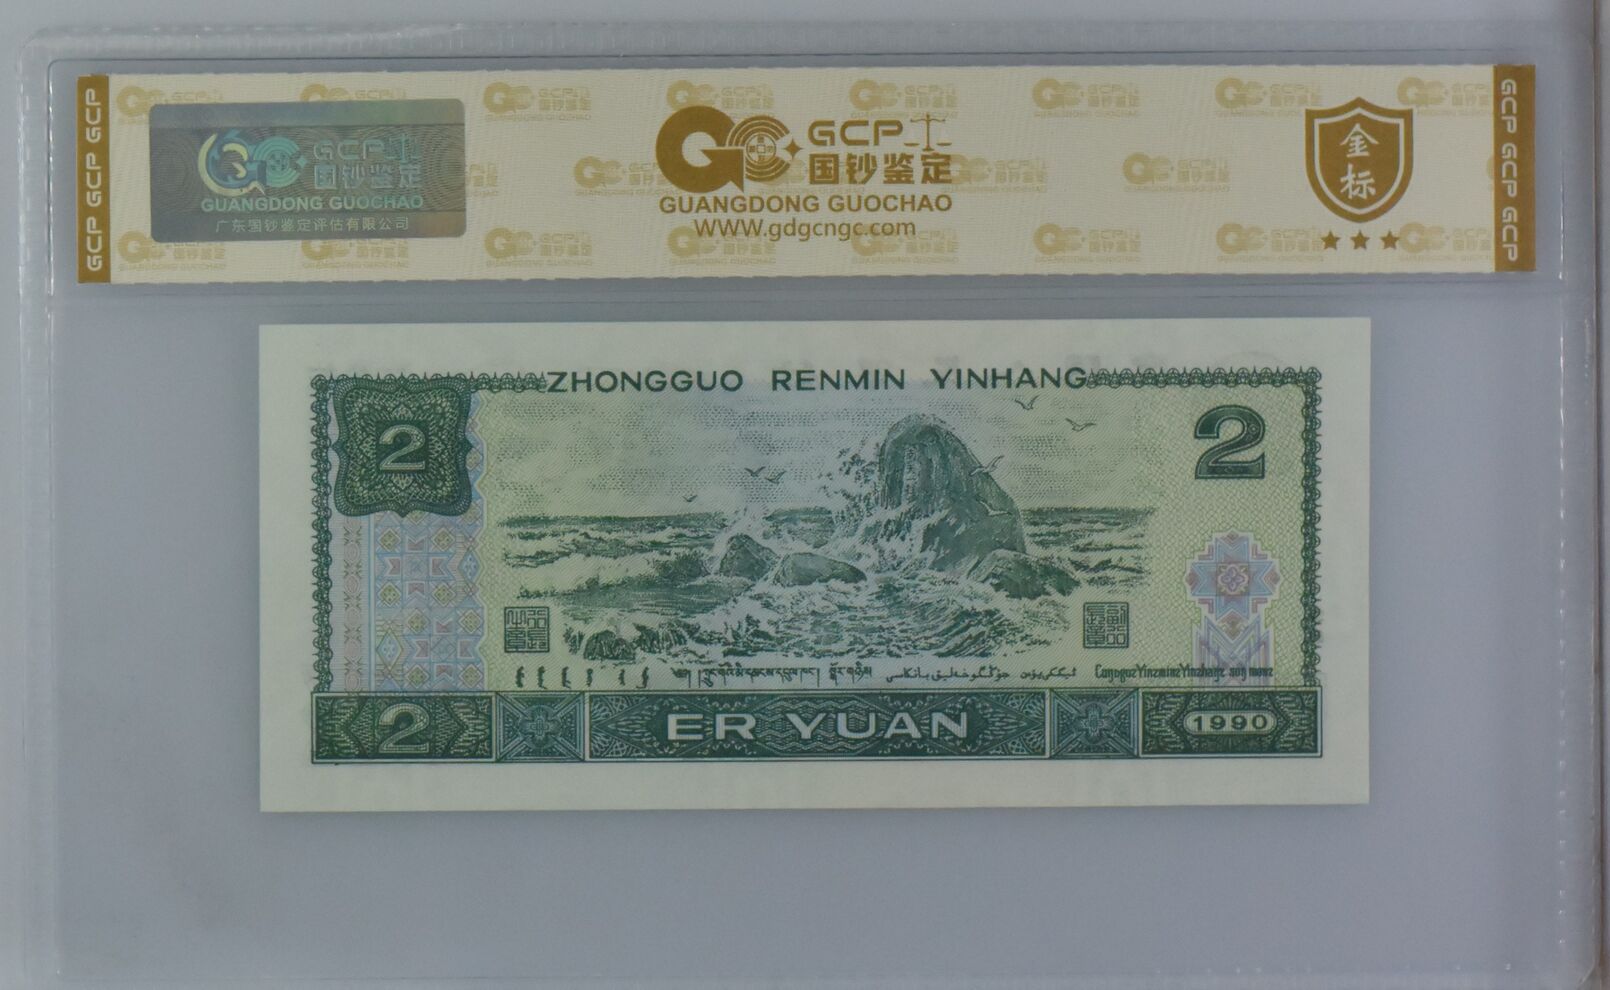 GCP GCP GCP
GCP
国钞鉴定
GUANGDONG GUOCHAO
广东国钞鉴定评估有限公司
GCP
国钞鉴定
GUANGDONG GUOCHAO
WWW.gdgcngc.com
金
标
GCP GCP GCP
ZHONGGUO RENMIN YINHANG
2
2
2
ER YUAN
1990